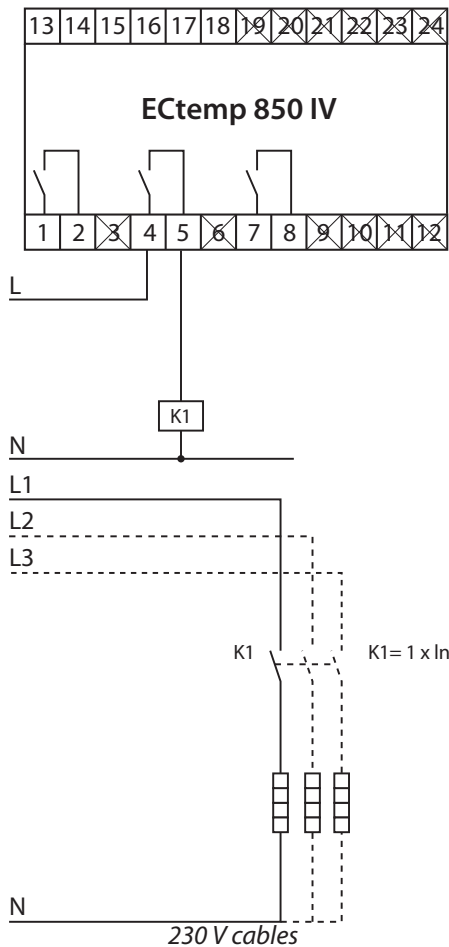 13 14 15 16 17 18 19 20 21 22 23 24
ECtemp 850 IV
1 2 3 4 5 6 7 8 9 10 11 12
L
K1
N
L1
L2
L3
K1 K1= 1 x In
N
230 V cables